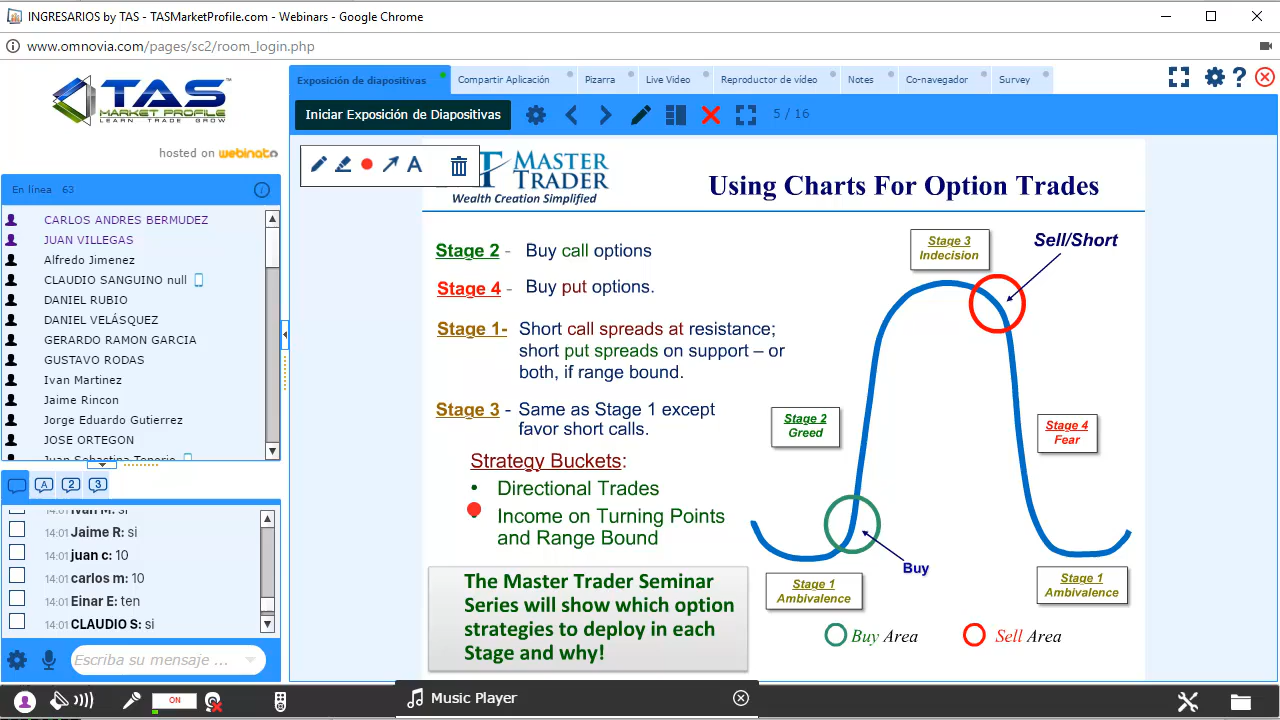 INGRESARIOS by TAS - TASMarketProfile.com - Webinars - Google Chrome
www.omnovia.com/pages/sc2/room_login.php
TAS™
MARKET PROFILE
LEARN TRADE GROW
hosted on webinato
En línea 63
CARLOS ANDRES BERMUDEZ
JUAN VILLEGAS
Alfredo Jimenez
CLAUDIO SANGUINO null
DANIEL RUBIO
DANIEL VELÁSQUEZ
GERARDO RAMON GARCIA
GUSTAVO RODAS
Ivan Martinez
Jaime Rincon
Jorge Eduardo Gutierrez
JOSE ORTEGON
Juan Sebastina Tenorio
A 2 3
14:01 Ivan M: si
14:01 Jaime R: si
14:01 juan c: 10
14:01 carlos m: 10
14:01 Einar E: ten
14:01 CLAUDIO S: si
Escriba su mensaje ...
Exposición de diapositivas Compartir Aplicación Pizarra Live Video Reproductor de vídeo Notes Co-navegador Survey
?
Iniciar Exposición de Diapositivas 5 / 16
A
MASTER
TRADER
Wealth Creation Simplified
Using Charts For Option Trades
Stage 2 - Buy call options
Stage 4 - Buy put options.
Stage 1- Short call spreads at resistance;
short put spreads on support – or
both, if range bound.
Stage 3 - Same as Stage 1 except
favor short calls.
Strategy Buckets:
• Directional Trades
Income on Turning Points
and Range Bound
The Master Trader Seminar
Series will show which option
strategies to deploy in each
Stage and why!
Stage 3
Indecision
Sell/Short
Stage 2
Greed
Stage 4
Fear
Buy
Stage 1
Ambivalence
Stage 1
Ambivalence
Buy Area
Sell Area
ON
Music Player